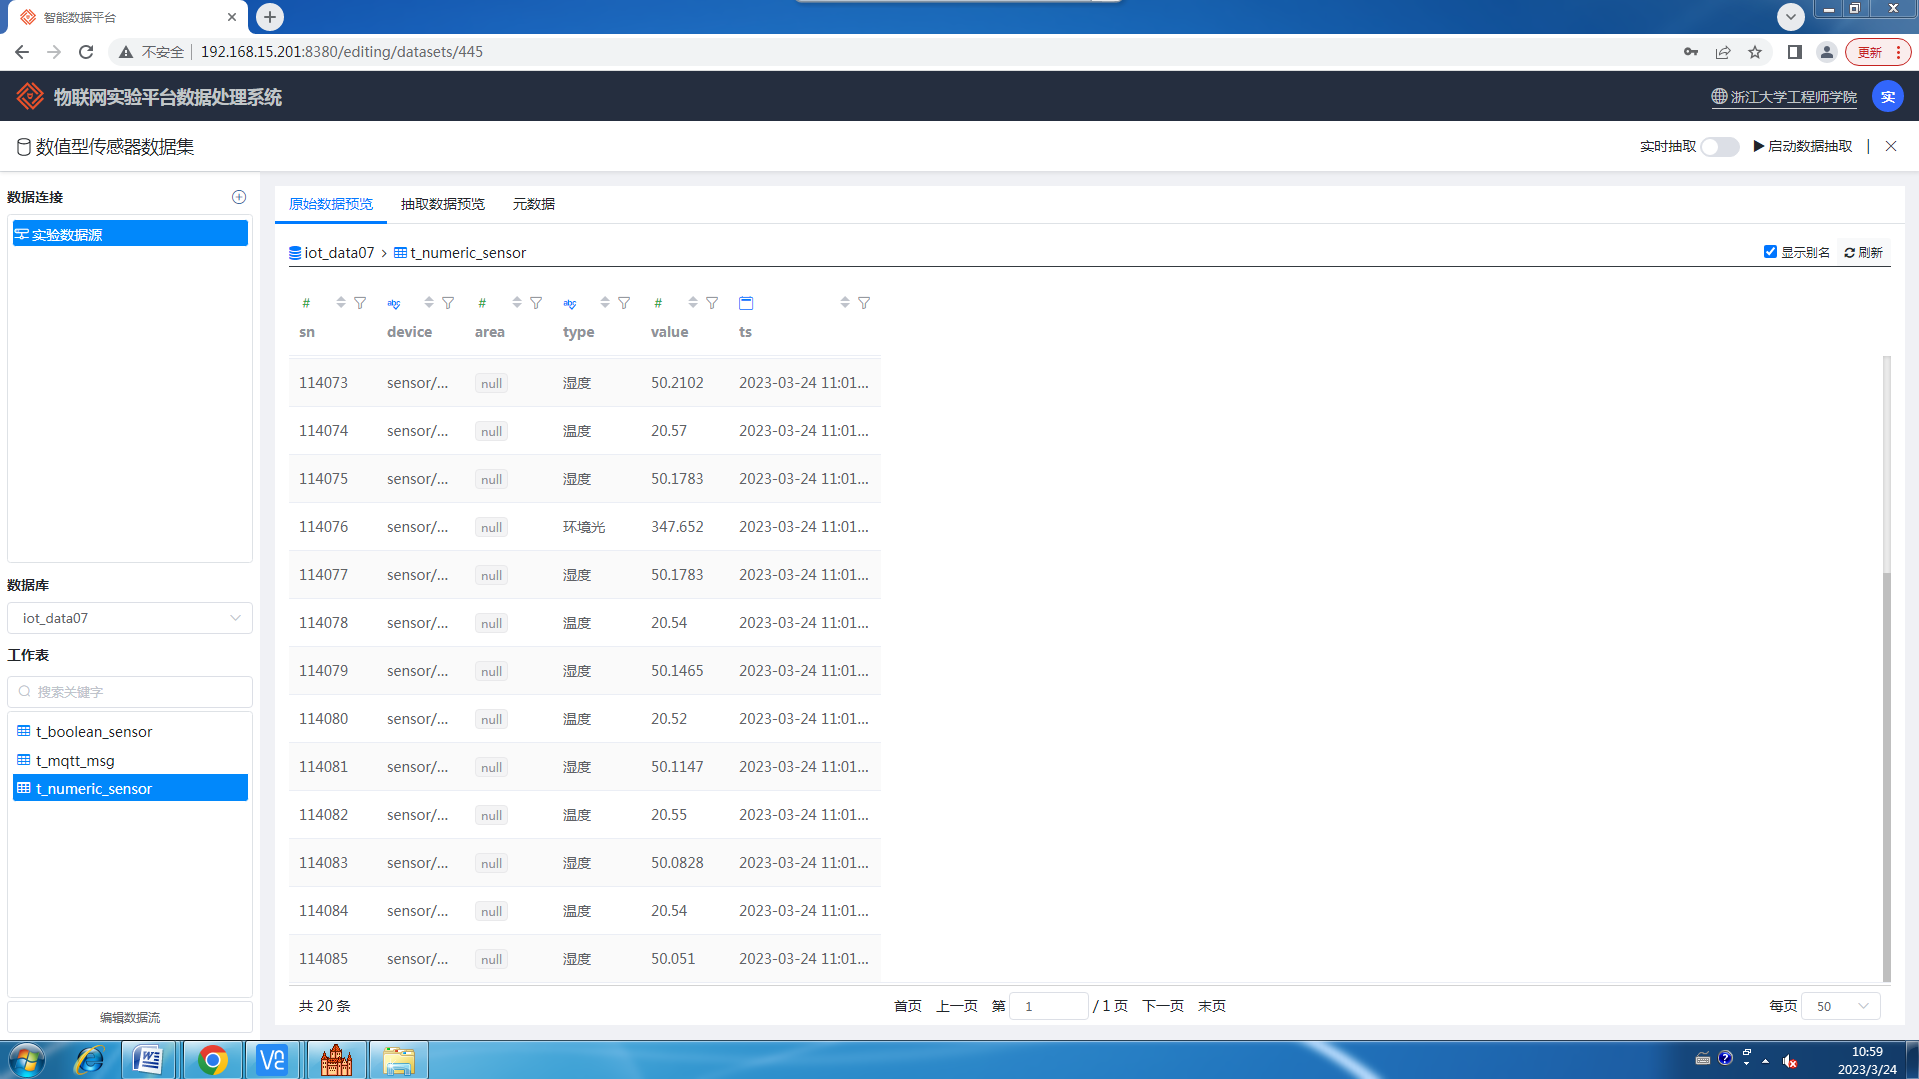 智能数据平台
不安全 192.168.15.201:8380/editing/datasets/445
更新
物联网实验平台数据处理系统
浙江大学工程师学院 实
数值型传感器数据集
实时抽取 启动数据抽取
数据连接
实验数据源
数据库
iot_data07
工作表
搜索关键字
t_boolean_sensor
t_mqtt_msg
t_numeric_sensor
编辑数据流
原始数据预览 抽取数据预览 元数据
iot_data07 > t_numeric_sensor
显示别名 刷新
# abc # abc #
sn device area type value ts
114073 sensor/... null 湿度 50.2102 2023-03-24 11:01...
114074 sensor/... null 温度 20.57 2023-03-24 11:01...
114075 sensor/... null 湿度 50.1783 2023-03-24 11:01...
114076 sensor/... null 环境光 347.652 2023-03-24 11:01...
114077 sensor/... null 湿度 50.1783 2023-03-24 11:01...
114078 sensor/... null 温度 20.54 2023-03-24 11:01...
114079 sensor/... null 湿度 50.1465 2023-03-24 11:01...
114080 sensor/... null 温度 20.52 2023-03-24 11:01...
114081 sensor/... null 湿度 50.1147 2023-03-24 11:01...
114082 sensor/... null 温度 20.55 2023-03-24 11:01...
114083 sensor/... null 湿度 50.0828 2023-03-24 11:01...
114084 sensor/... null 温度 20.54 2023-03-24 11:01...
114085 sensor/... null 湿度 50.051 2023-03-24 11:01...
共 20 条 首页 上一页 第 1 / 1 页 下一页 末页 每页 50
10:59
2023/3/24